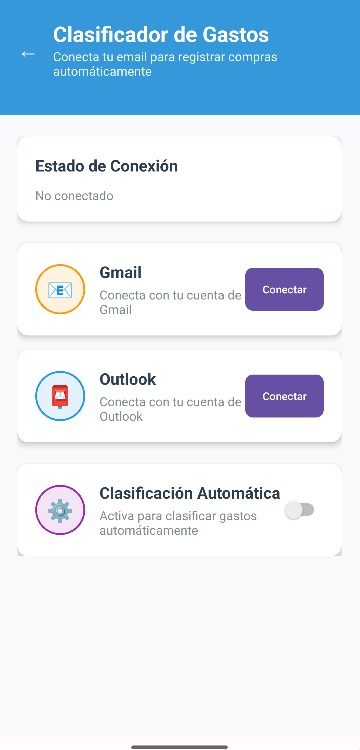 Clasificador de Gastos
←
Conecta tu email para registrar compras
automáticamente
Estado de Conexión
No conectado
Gmail
Conecta con tu cuenta de
Gmail
Conectar
Outlook
Conecta con tu cuenta de
Outlook
Conectar
Clasificación Automática
Activa para clasificar gastos
automáticamente